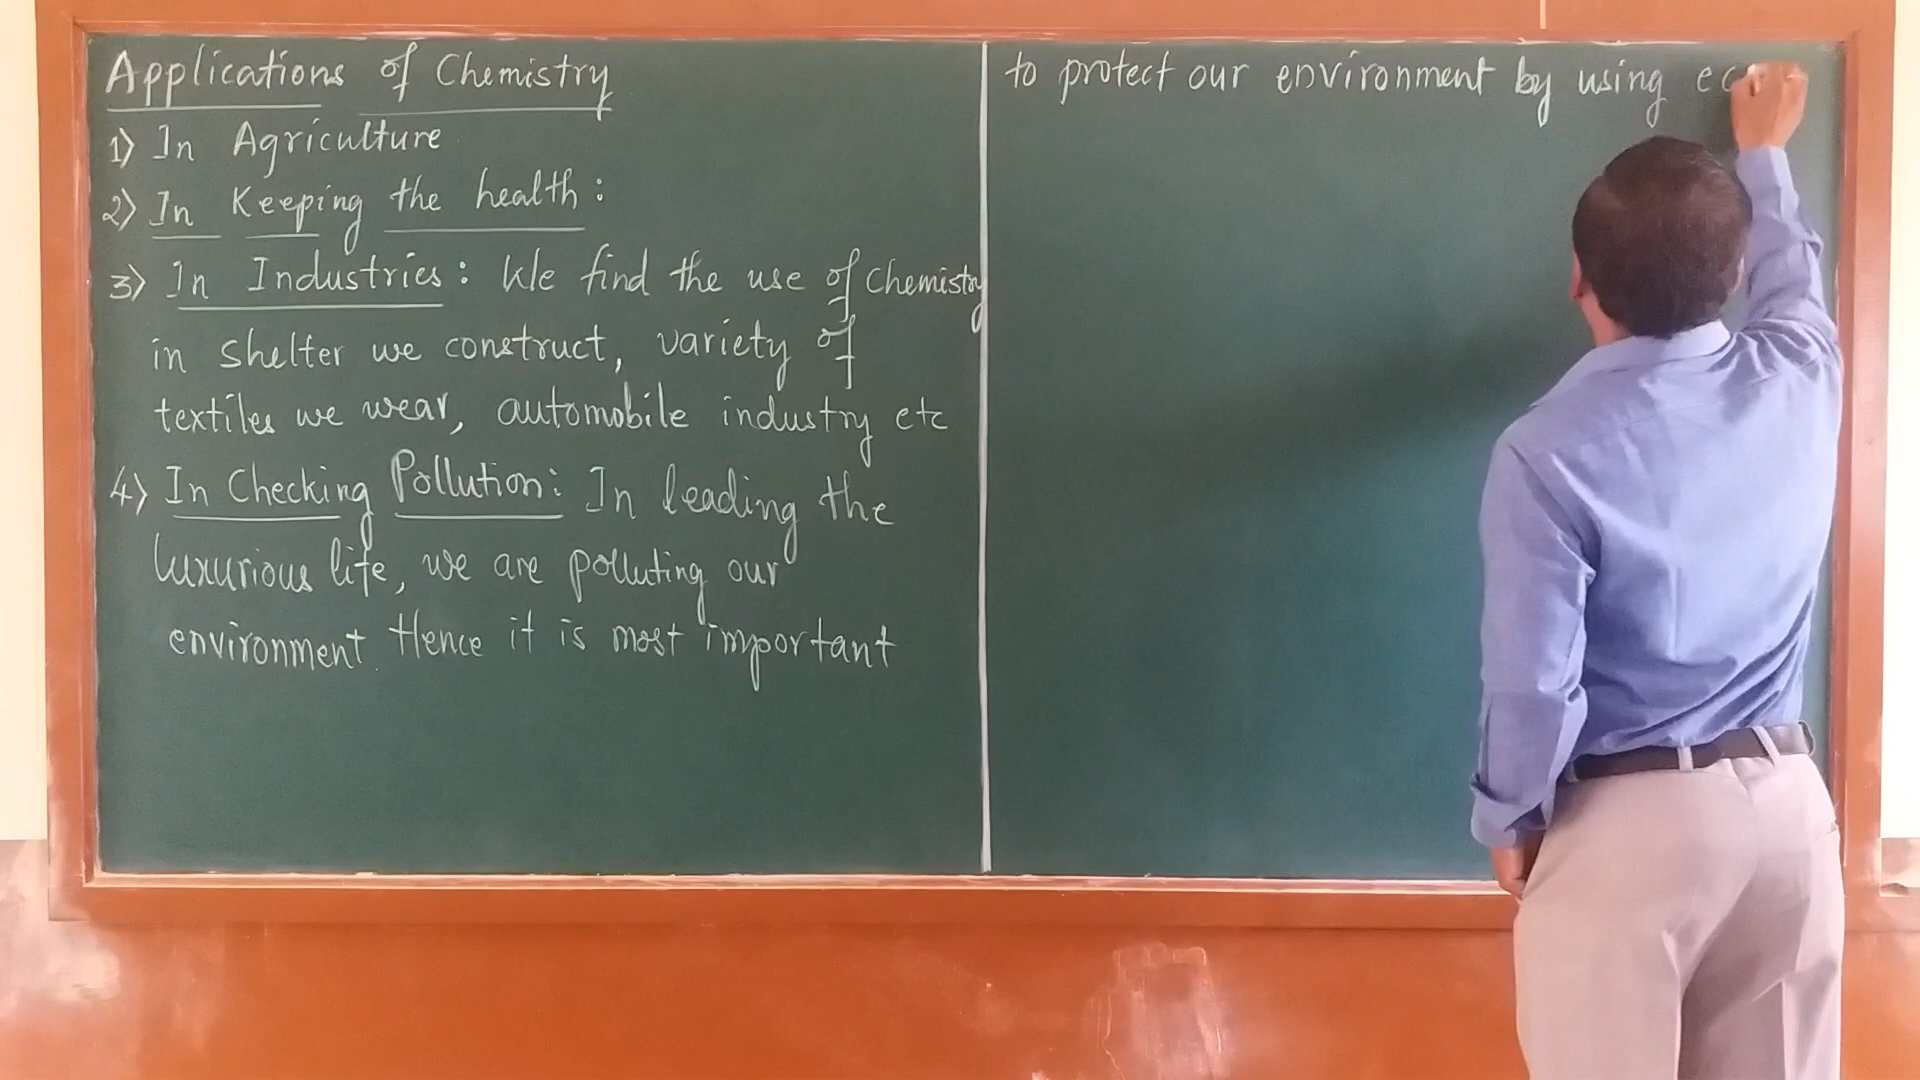 Applications of Chemistry
1) In Agriculture
2) In Keeping the health:
3) In Industries: We find the use of Chemistry
in shelter we construct, variety of
textiles we wear, automobile industry etc
4) In Checking Pollution: In leading the
luxurious life, we are polluting our
environment. Hence it is most important
to protect our environment by using